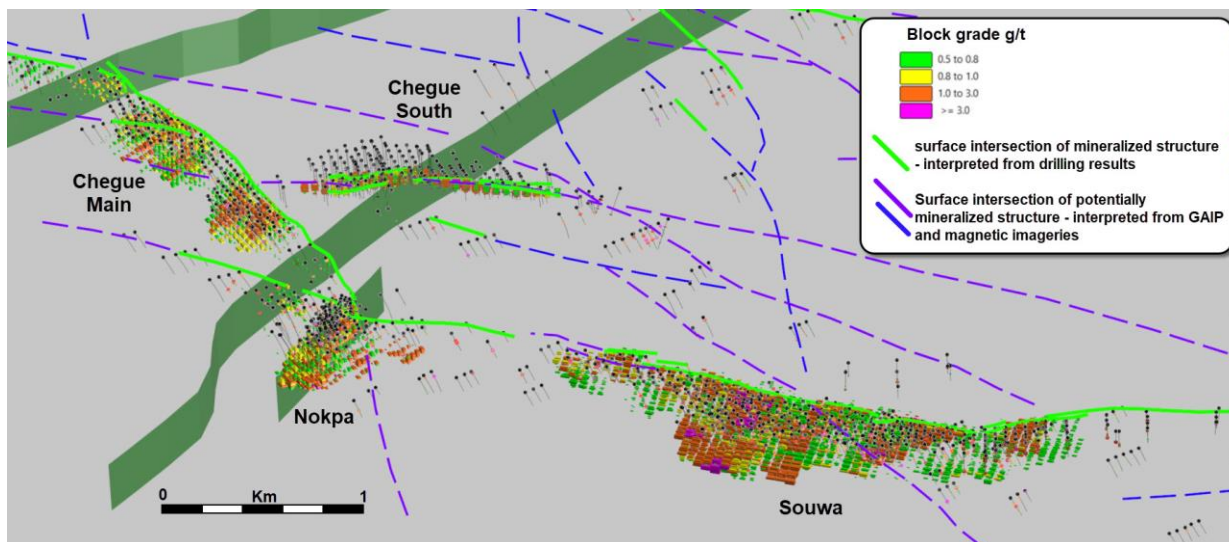 Chegue
South
Chegue
Main
Nokpa
Souwa
0 Km 1
Block grade g/t
0.5 to 0.8
0.8 to 1.0
1.0 to 3.0
>= 3.0
surface intersection of mineralized structure
- interpreted from drilling results
Surface intersection of potentially
mineralized structure - interpreted from GAIP
and magnetic imageries